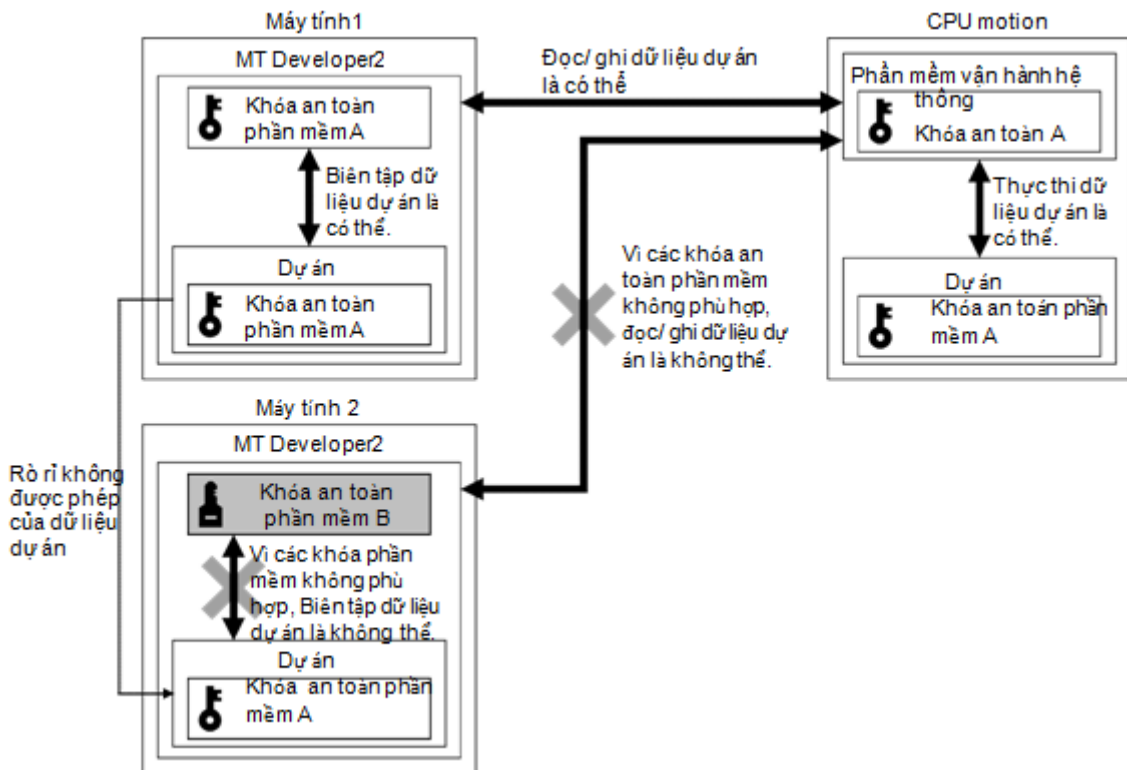 Máy tính1
MT Developer2
Khóa an toàn
phần mềm A
Biên tập dữ
liệu dự án là
có thể.
Dự án
Khóa an toàn
phần mềm A
Đọc/ ghi dữ liệu dự án
là có thể
CPU motion
Phần mềm vận hành hệ
thống
Khóa an toàn A
Thực thi dữ
liệu dự án là
có thể.
Dự án
Khóa an toán phần
mềm A
Vì các khóa an
toàn phần mềm
không phù hợp,
đọc/ ghi dữ liệu dự
án là không thể.
Máy tính 2
MT Developer2
Khóa an toàn
phần mềm B
Vì các khóa phần
mềm không phù
hợp, Biên tập dữ liệu
dự án là không thể.
Dự án
Khóa an toàn phần
mềm A
Rò rỉ không
được phép
của dữ liệu
dự án